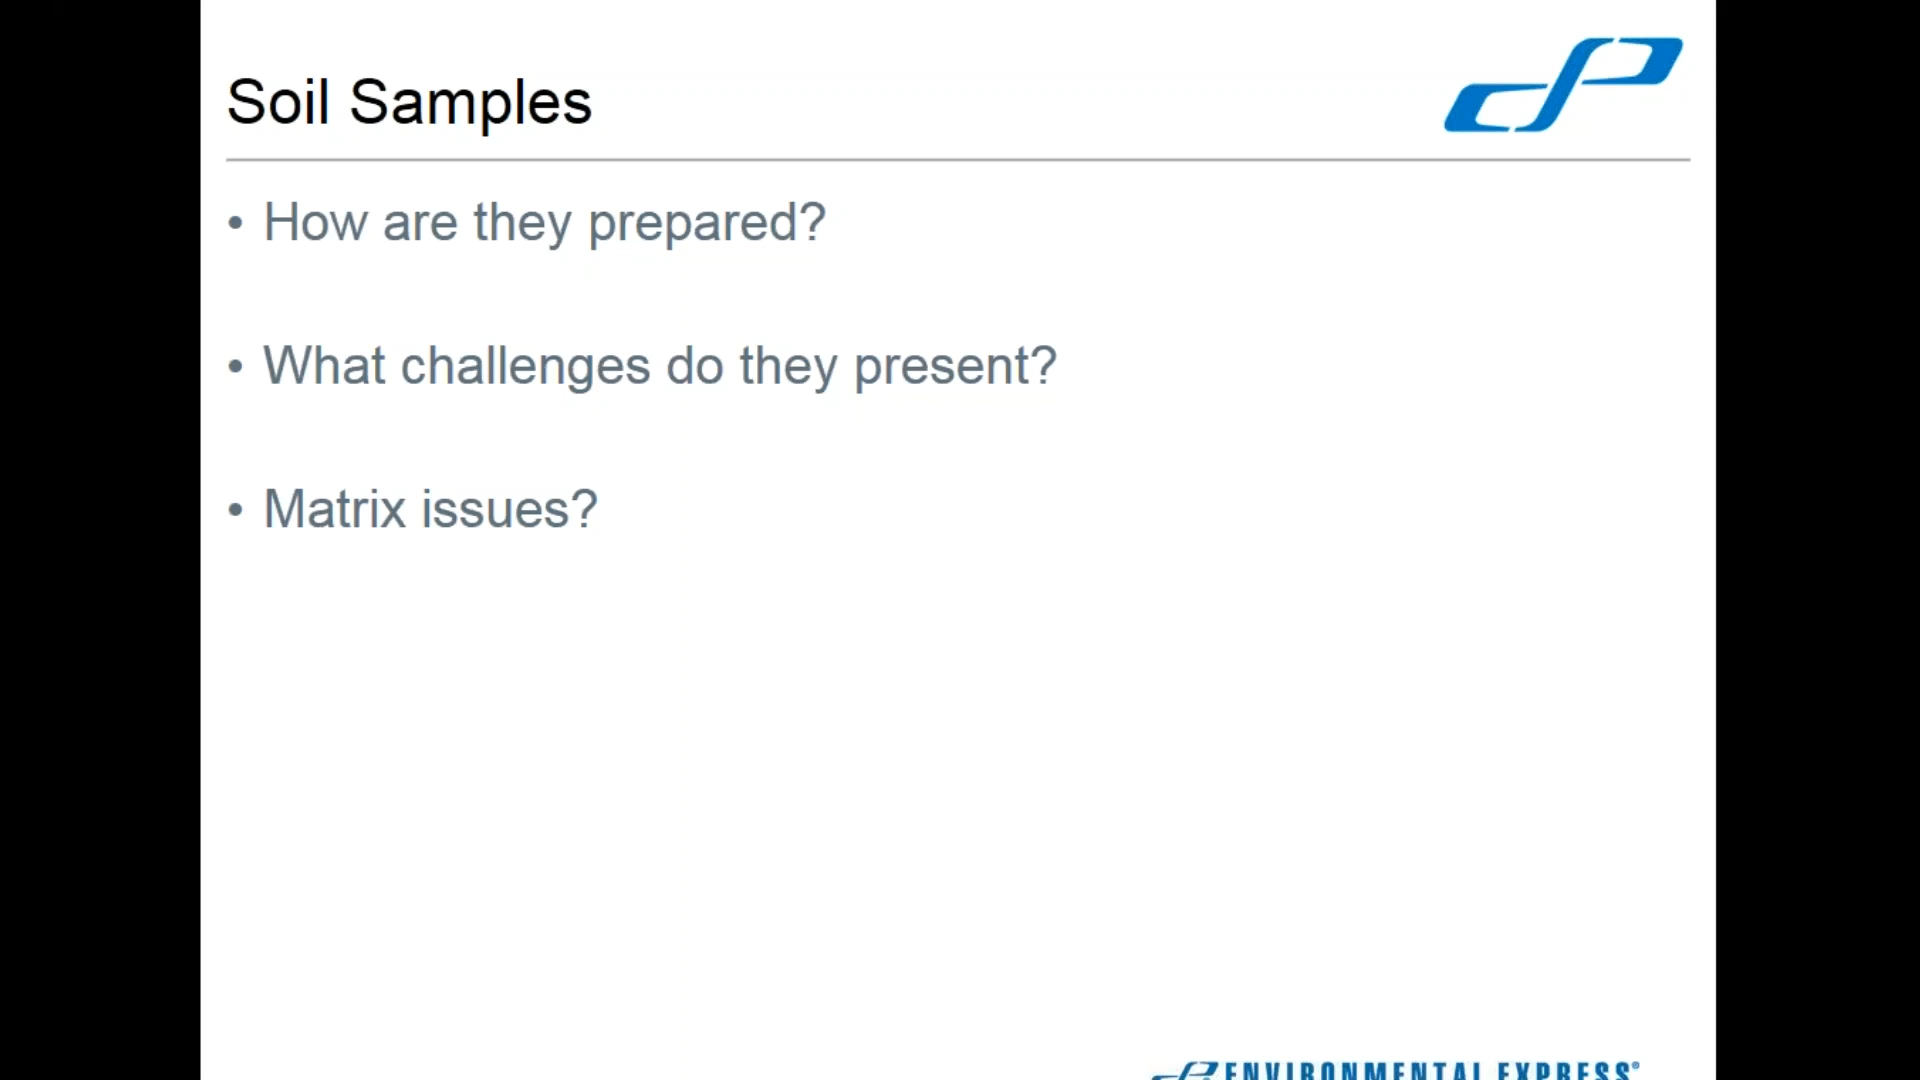 Soil Samples
• How are they prepared?
• What challenges do they present?
• Matrix issues?
ENVIRONMENTAL EXPRESS®